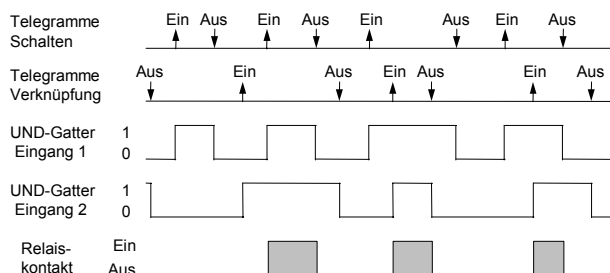 Telegramme Schalten
Ein Aus Ein Aus Ein Aus Ein Aus
Telegramme Verknüpfung
Aus Ein Aus Ein Aus Ein Aus
UND-Gatter Eingang 1
1
0
UND-Gatter Eingang 2
1
0
Relais-
kontakt
Ein
Aus